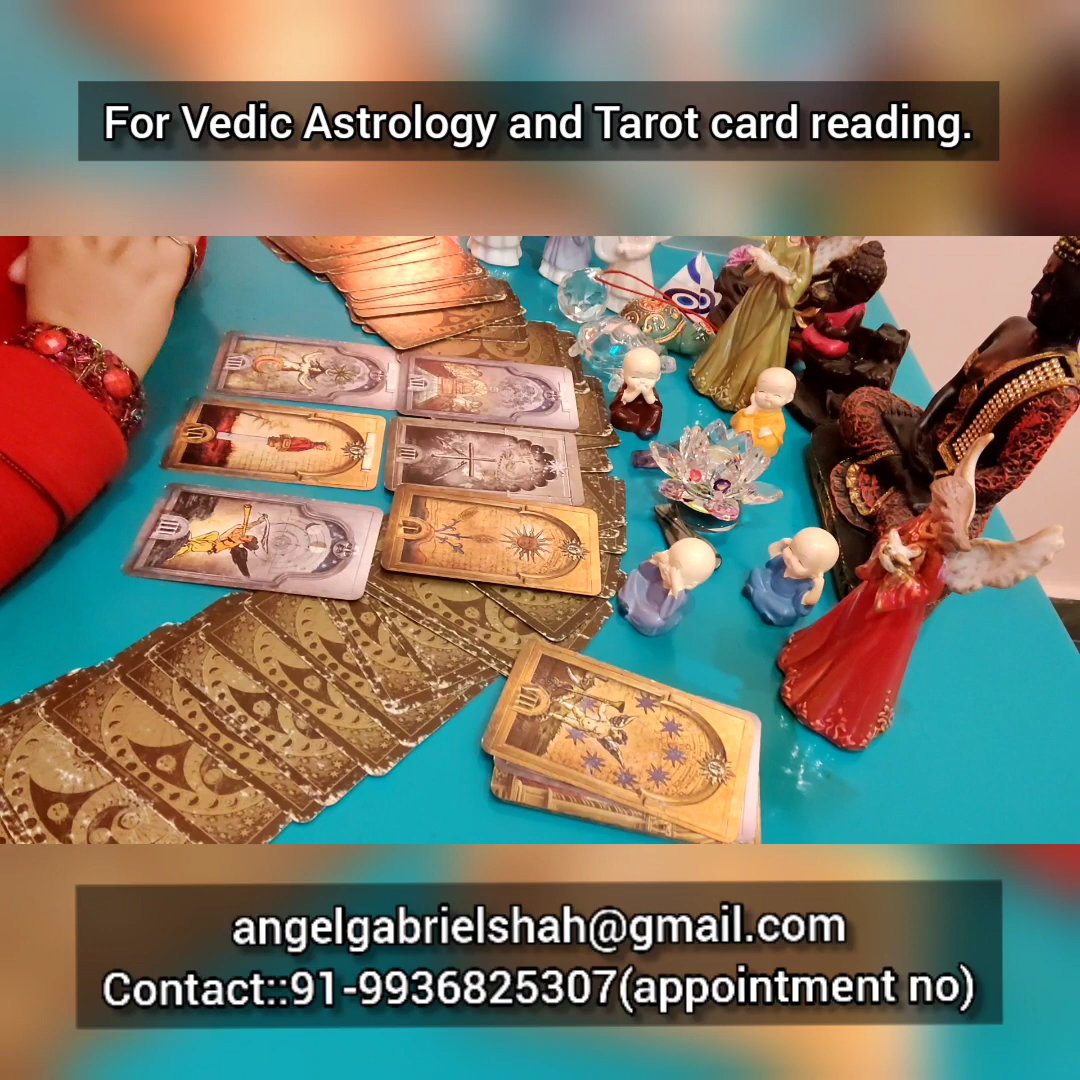 For Vedic Astrology and Tarot card reading.
angelgabrielshah@gmail.com
Contact::91-9936825307(appointment no)